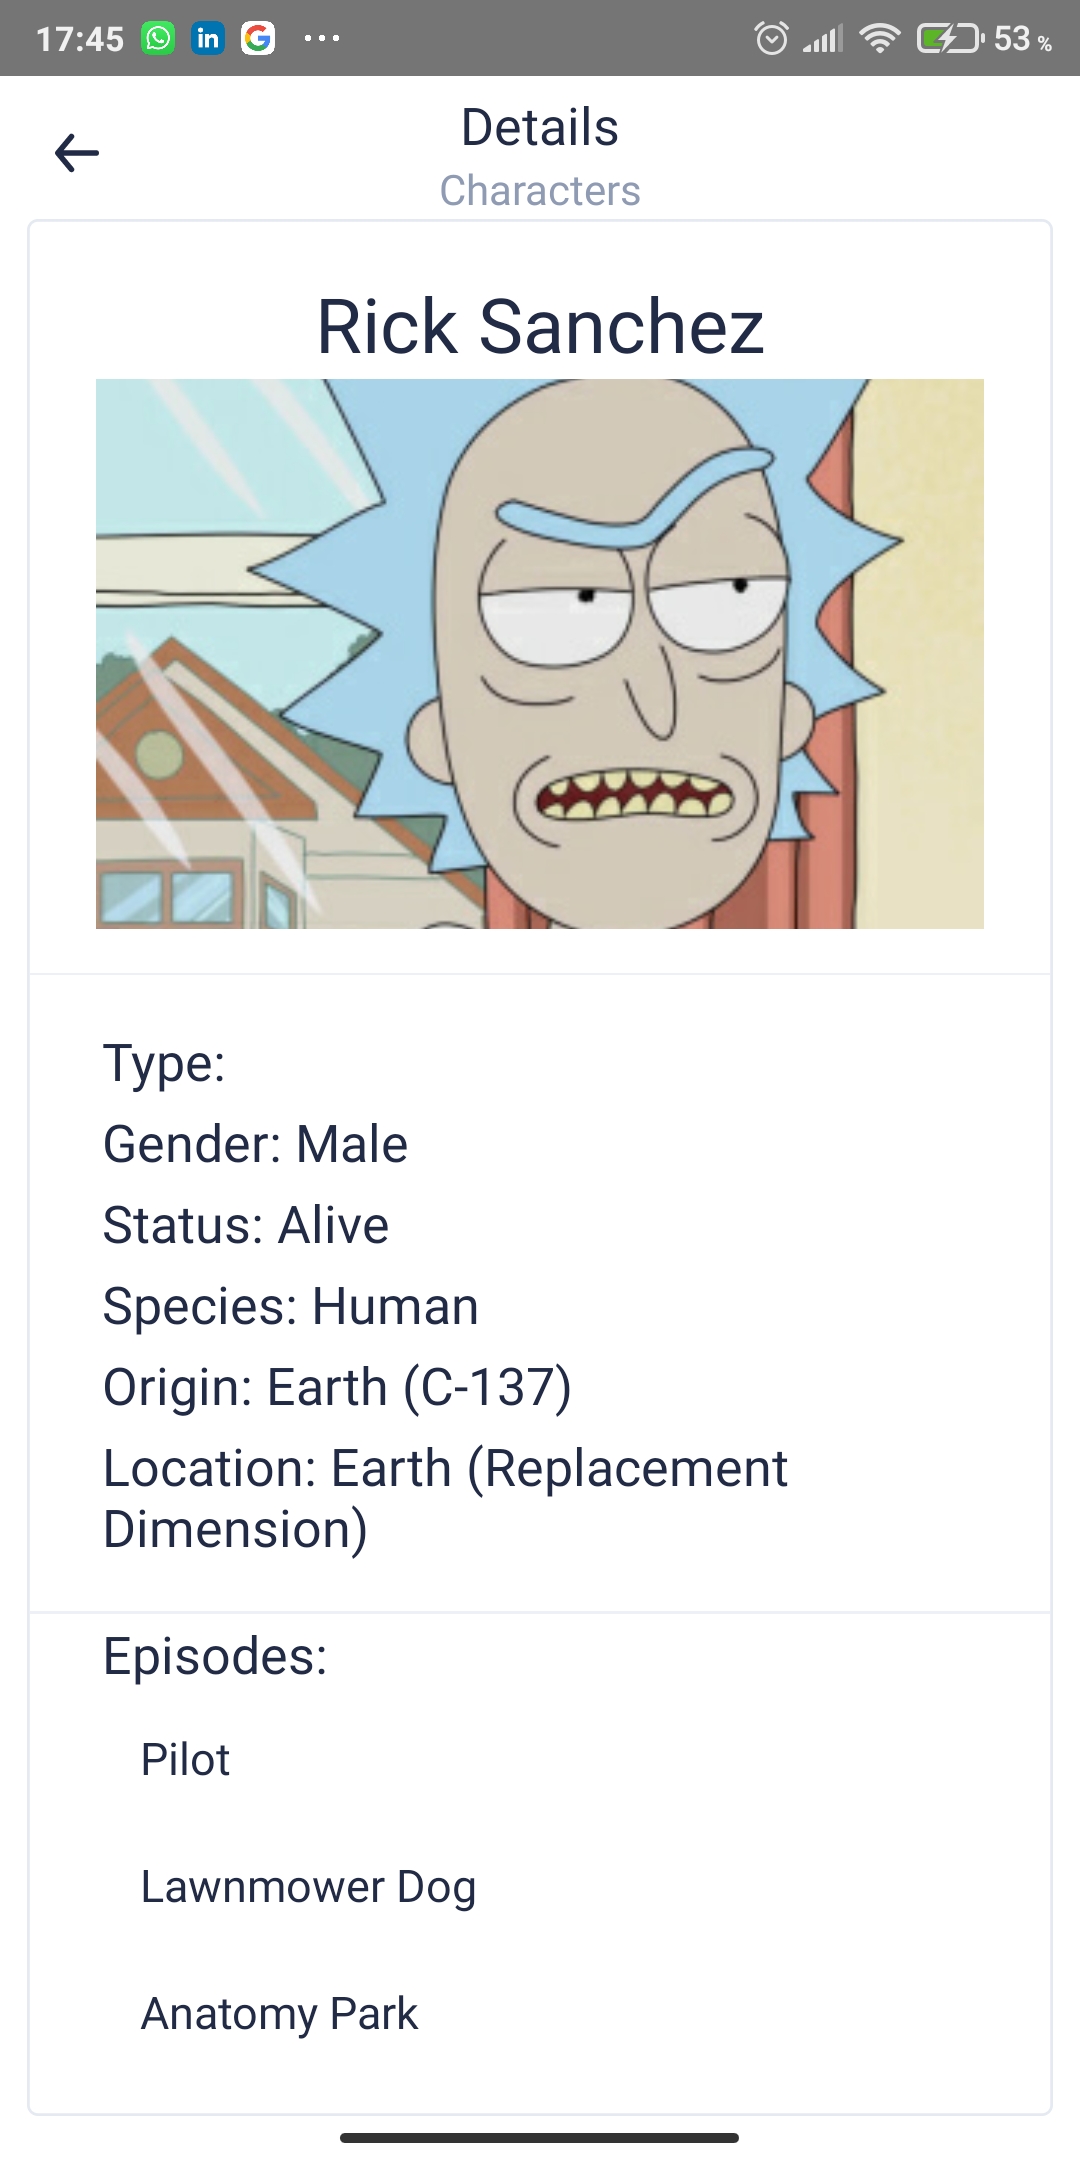 17:45 in G ... 53 %
Details
Characters
Rick Sanchez
Type:
Gender: Male
Status: Alive
Species: Human
Origin: Earth (C-137)
Location: Earth (Replacement
Dimension)
Episodes:
Pilot
Lawnmower Dog
Anatomy Park